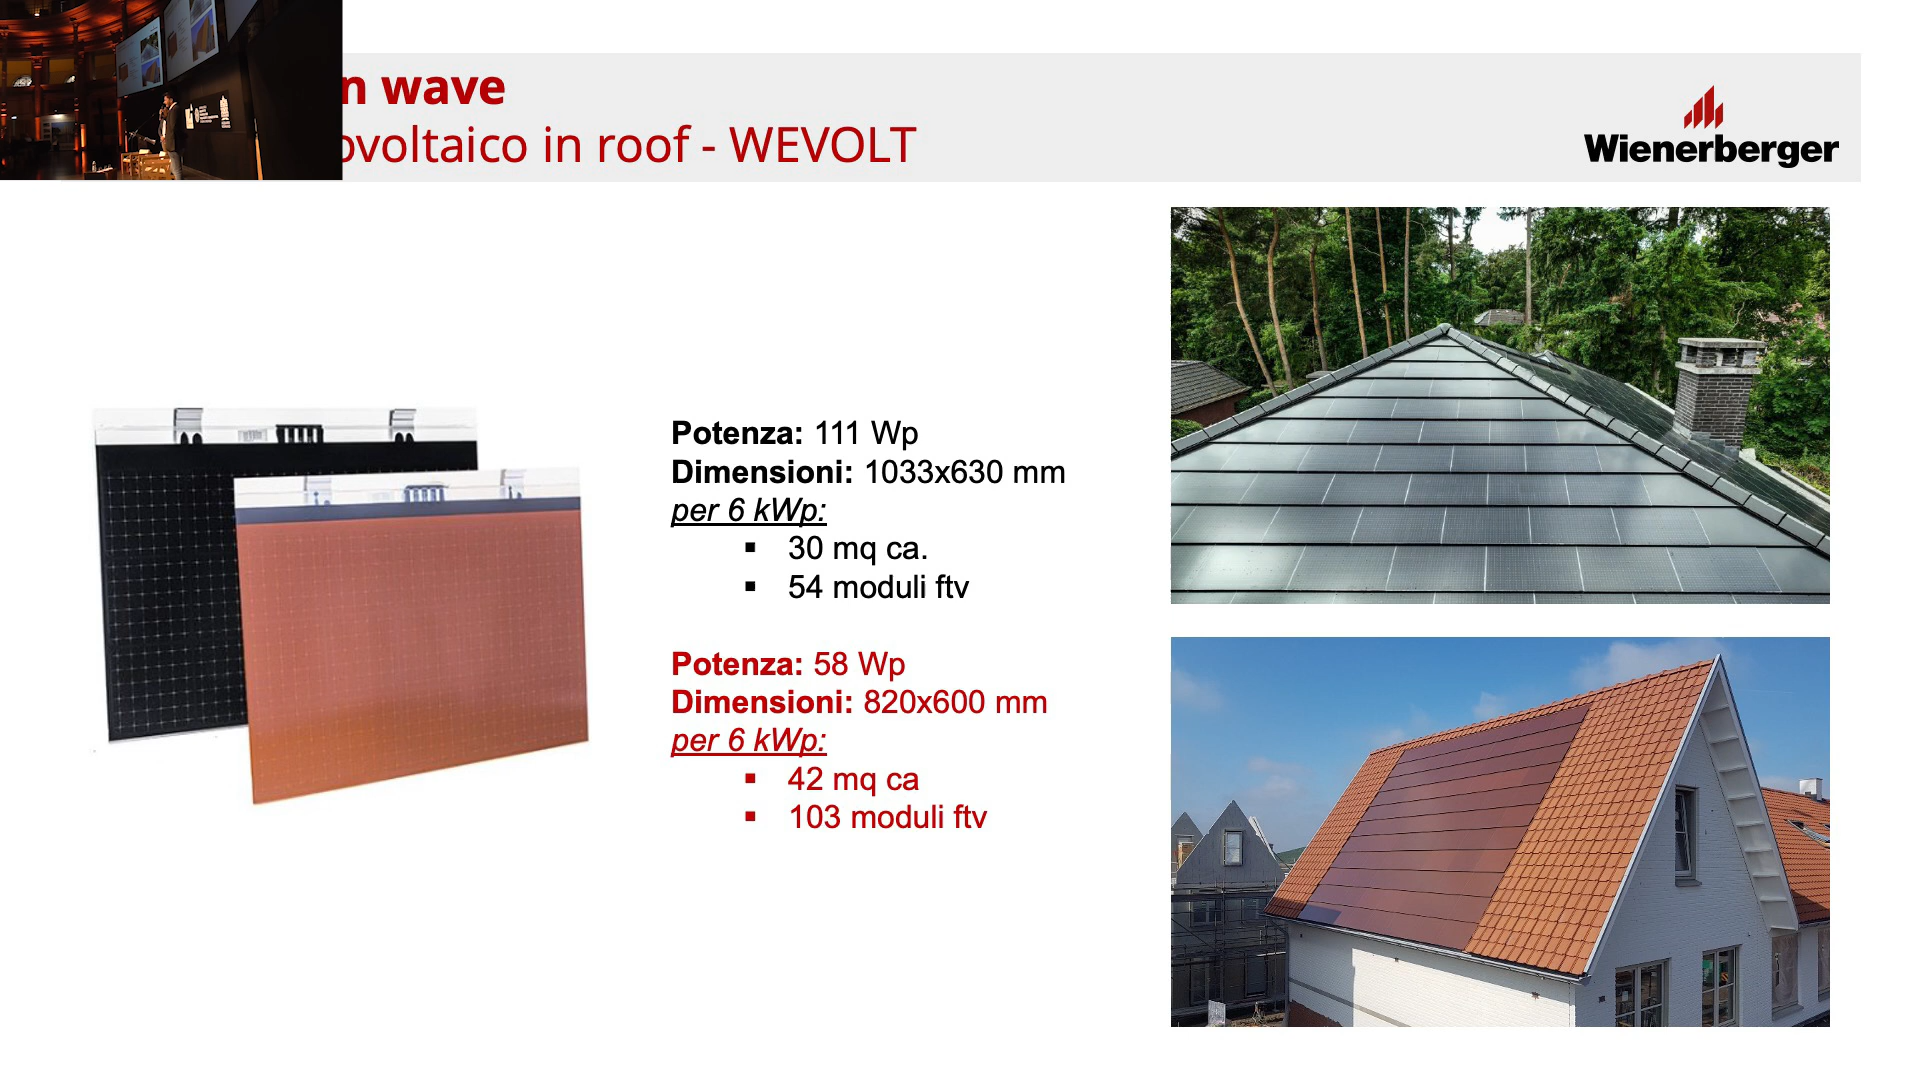 n wave
ovoltaico in roof - WEVOLT
Wienerberger
Potenza: 111 Wp
Dimensioni: 1033x630 mm
per 6 kWp:
▪ 30 mq ca.
▪ 54 moduli ftv
Potenza: 58 Wp
Dimensioni: 820x600 mm
per 6 kWp:
▪ 42 mq ca
▪ 103 moduli ftv